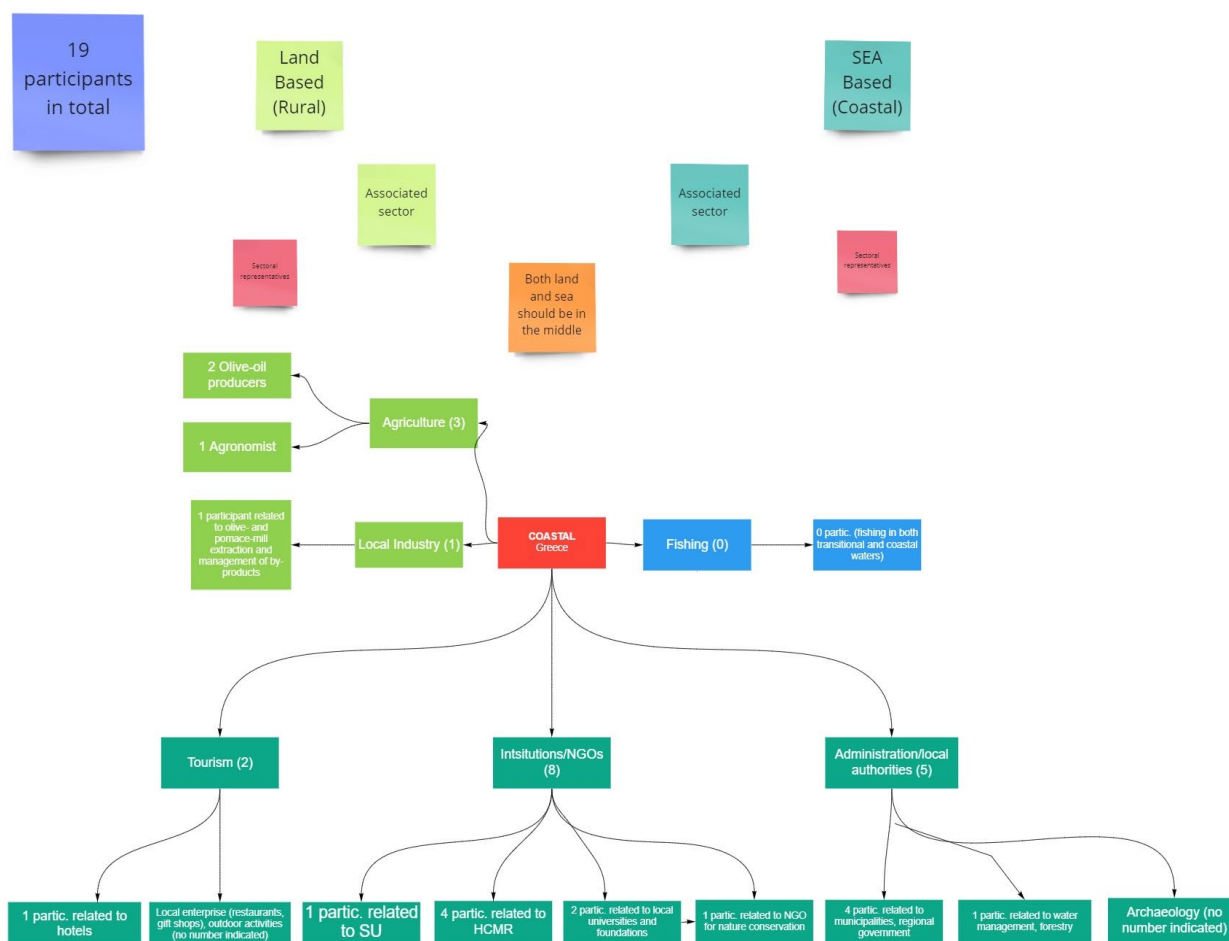 19
participants
in total
Land
Based
(Rural)
SEA
Based
(Coastal)
Associated
sector
Associated
sector
Sectoral
representatives
Sectoral
representatives
Both land
and sea
should be in
the middle
2 Olive-oil
producers
Agriculture (3)
1 Agronomist
1 participant related
to olive- and
pomace-mill
extraction and
management of by-
products
Local Industry (1)
COASTAL
Greece
Fishing (0)
0 partic. (fishing in both
transitional and coastal
waters)
Tourism (2)
Intsitutions/NGOs
(8)
Administration/local
authorities (5)
1 partic. related to
hotels
Local enterprise (restaurants,
gift shops), outdoor activities
(no number indicated)
1 partic. related
to SU
4 partic. related to
HCMR
2 partic. related to local
universities and
foundations
1 partic. related to NGO
for nature conservation
4 partic. related to
municipalities, regional
government
1 partic. related to water
management, forestry
Archaeology (no
number indicated)